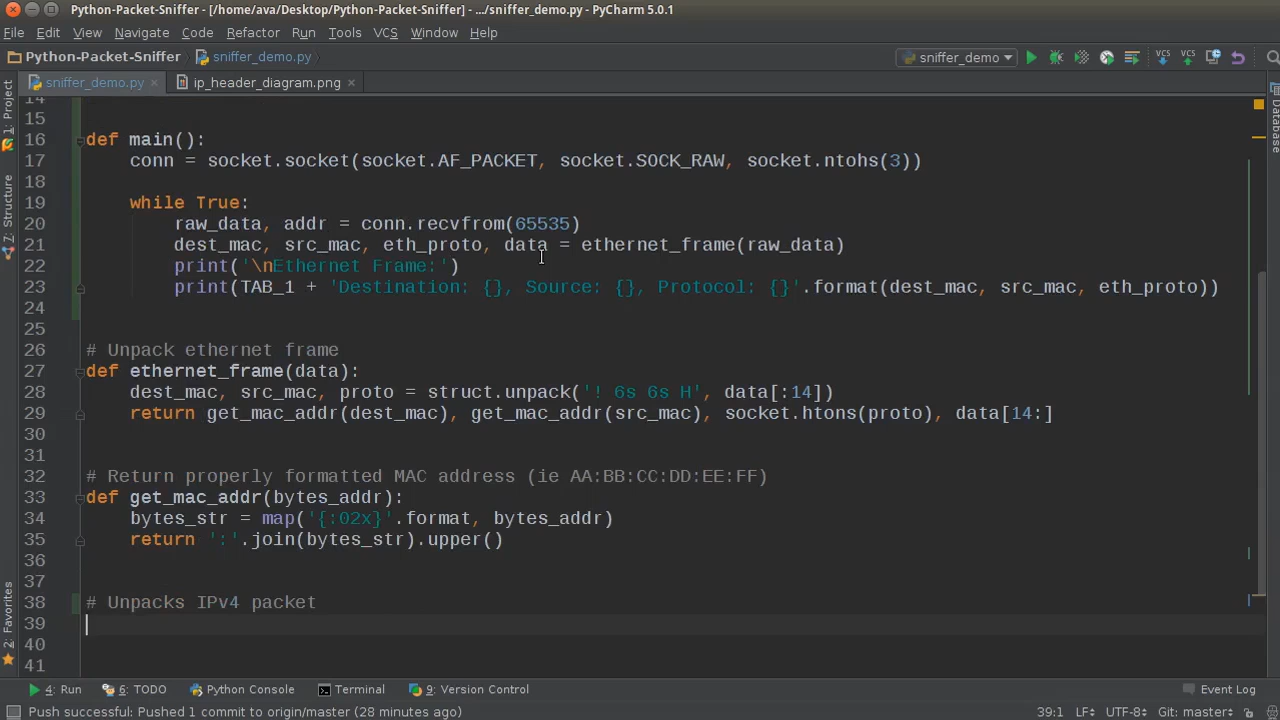 Python-Packet-Sniffer - [/home/ava/Desktop/Python-Packet-Sniffer] - .../sniffer_demo.py - PyCharm 5.0.1
File Edit View Navigate Code Refactor Run Tools VCS Window Help
Python-Packet-Sniffer sniffer_demo.py sniffer_demo VCS VCS
sniffer_demo.py ip_header_diagram.png
1: Project
7: Structure
2: Favorites
Database
14
15
16 def main():
17 conn = socket.socket(socket.AF_PACKET, socket.SOCK_RAW, socket.ntohs(3))
18
19 while True:
20 raw_data, addr = conn.recvfrom(65535)
21 dest_mac, src_mac, eth_proto, data = ethernet_frame(raw_data)
22 print('\nEthernet Frame:')
23 print(TAB_1 + 'Destination: {}, Source: {}, Protocol: {}'.format(dest_mac, src_mac, eth_proto))
24
25
26 # Unpack ethernet frame
27 def ethernet_frame(data):
28 dest_mac, src_mac, proto = struct.unpack('! 6s 6s H', data[:14])
29 return get_mac_addr(dest_mac), get_mac_addr(src_mac), socket.htons(proto), data[14:]
30
31
32 # Return properly formatted MAC address (ie AA:BB:CC:DD:EE:FF)
33 def get_mac_addr(bytes_addr):
34 bytes_str = map('{:02x}'.format, bytes_addr)
35 return ':'.join(bytes_str).upper()
36
37
38 # Unpacks IPv4 packet
39
40
41
4: Run 6: TODO Python Console Terminal 9: Version Control Event Log
Push successful: Pushed 1 commit to origin/master (28 minutes ago) 39:1 LF UTF-8 Git: master